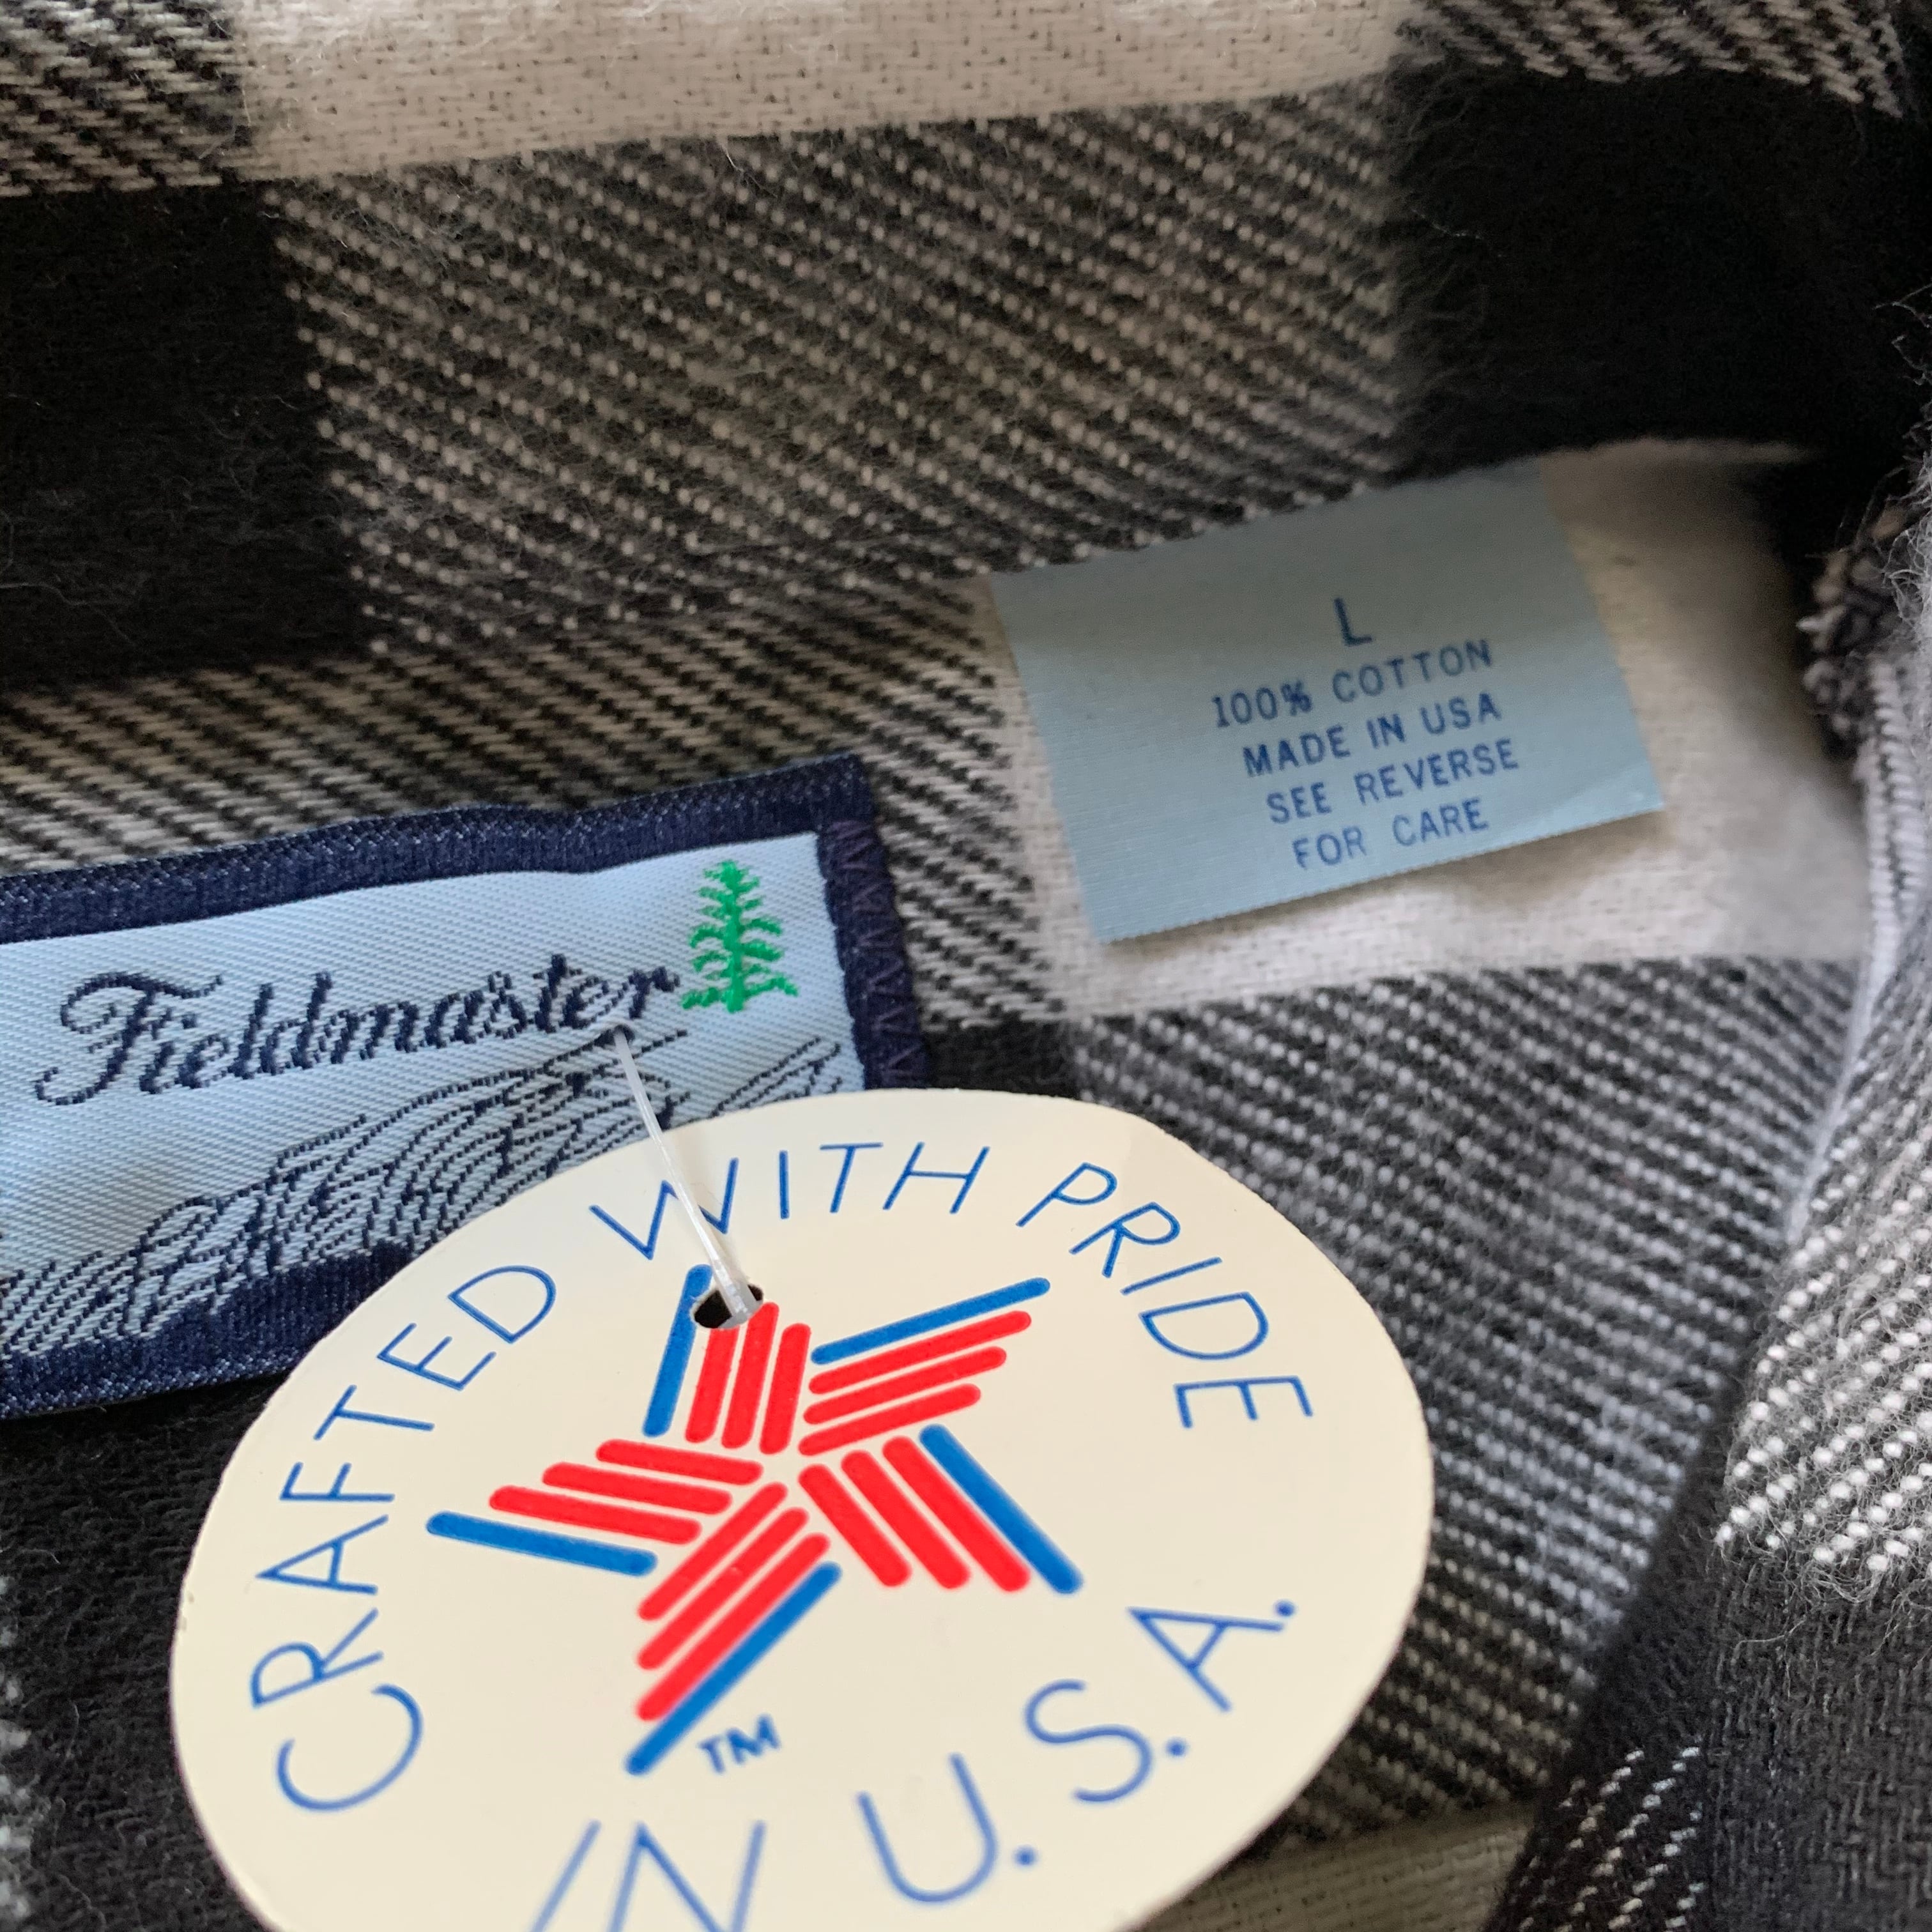 L
100% COTTON
MADE IN USA
SEE REVERSE
FOR CARE
Fieldmaster
CRAFTED WITH PRIDE
IN U.S.A.
TM